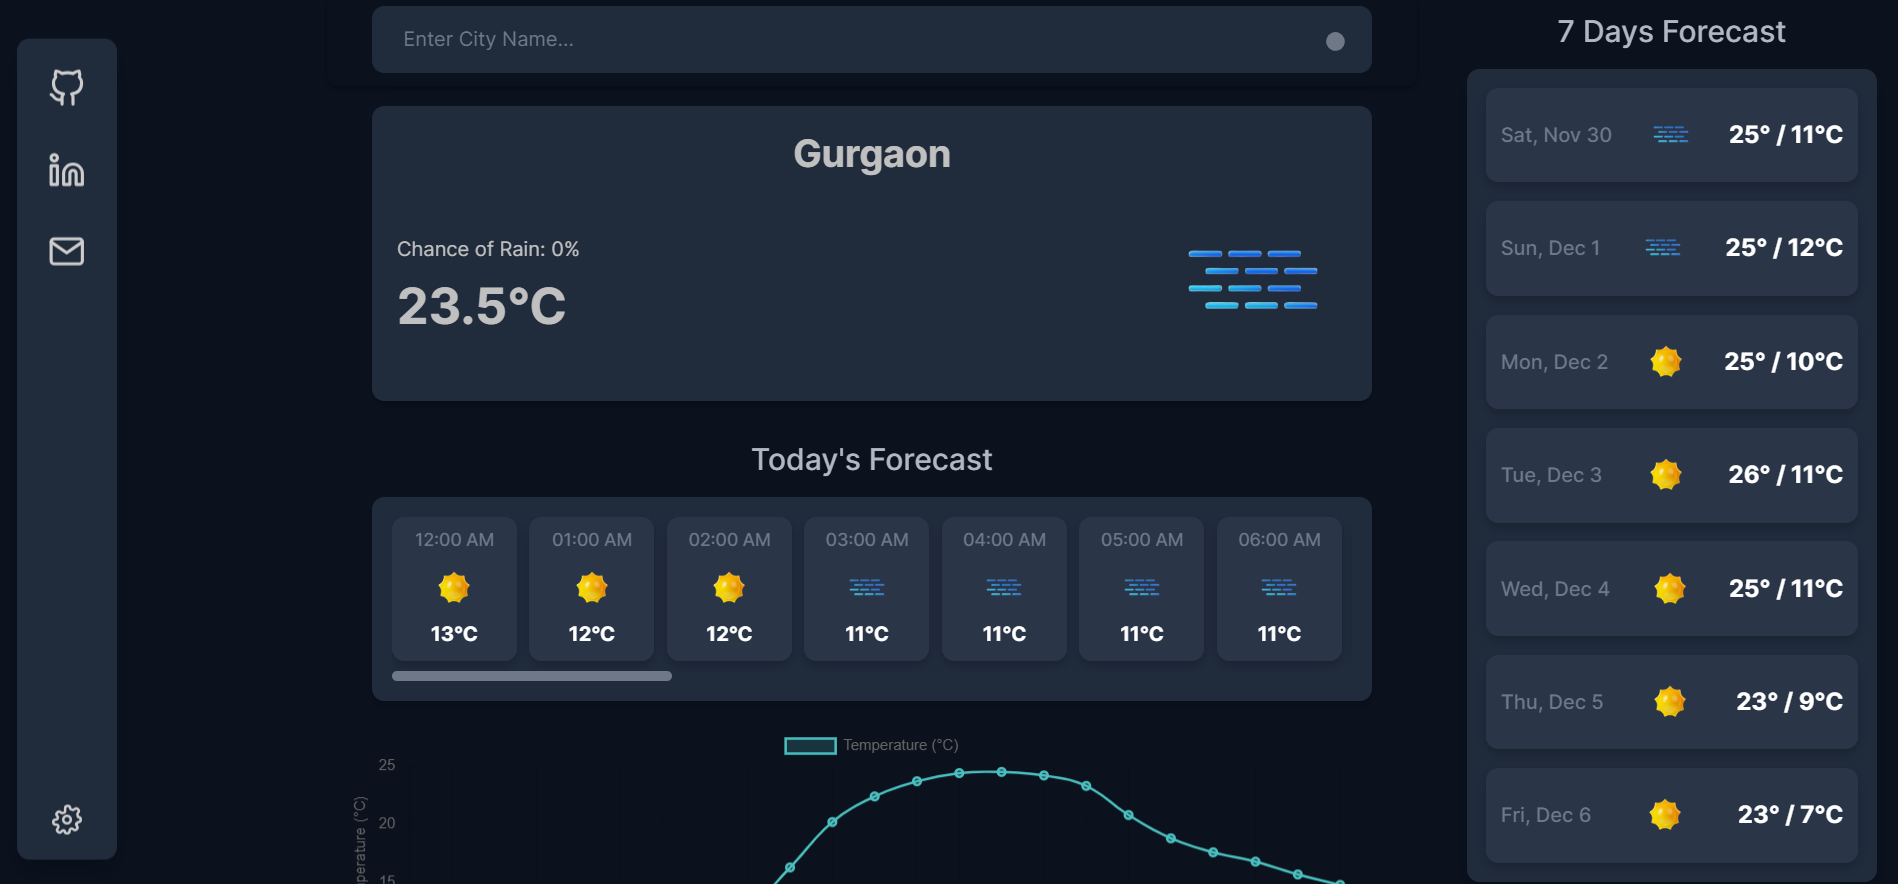 Enter City Name...
Gurgaon
Chance of Rain: 0%
23.5°C
Today's Forecast
12:00 AM 01:00 AM 02:00 AM 03:00 AM 04:00 AM 05:00 AM 06:00 AM
13°C 12°C 12°C 11°C 11°C 11°C 11°C
Temperature (°C)
25
20
15
perature (°C)
7 Days Forecast
Sat, Nov 30 25° / 11°C
Sun, Dec 1 25° / 12°C
Mon, Dec 2 25° / 10°C
Tue, Dec 3 26° / 11°C
Wed, Dec 4 25° / 11°C
Thu, Dec 5 23° / 9°C
Fri, Dec 6 23° / 7°C